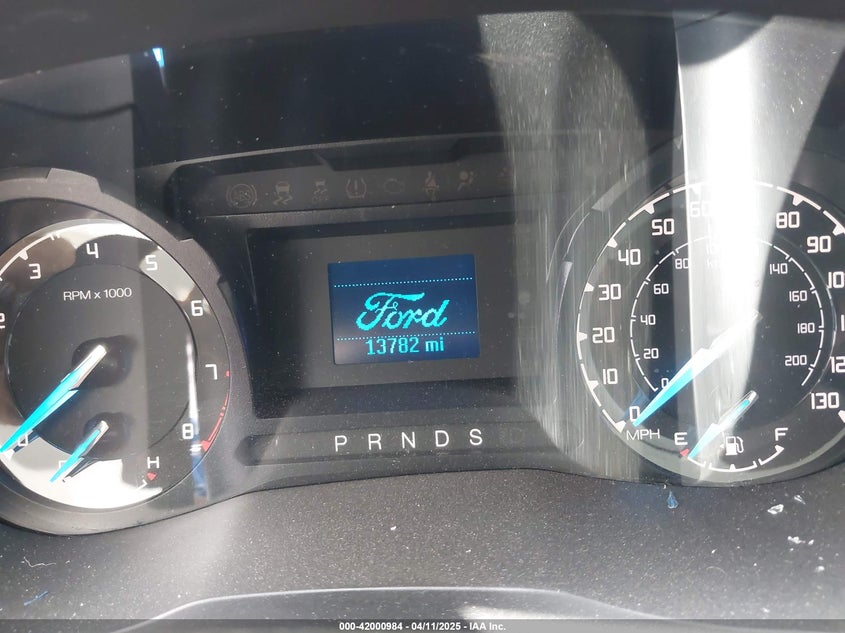 3 4 5 6 7 8
RPM x 1000
H
Ford
13782 mi
P R N D S
0 10 20 30 40 50 60 80 90
130
MPH
0 20 40 60 80 140 160 180 200
E F
000-42000984 - 04/11/2025 - IAA Inc.